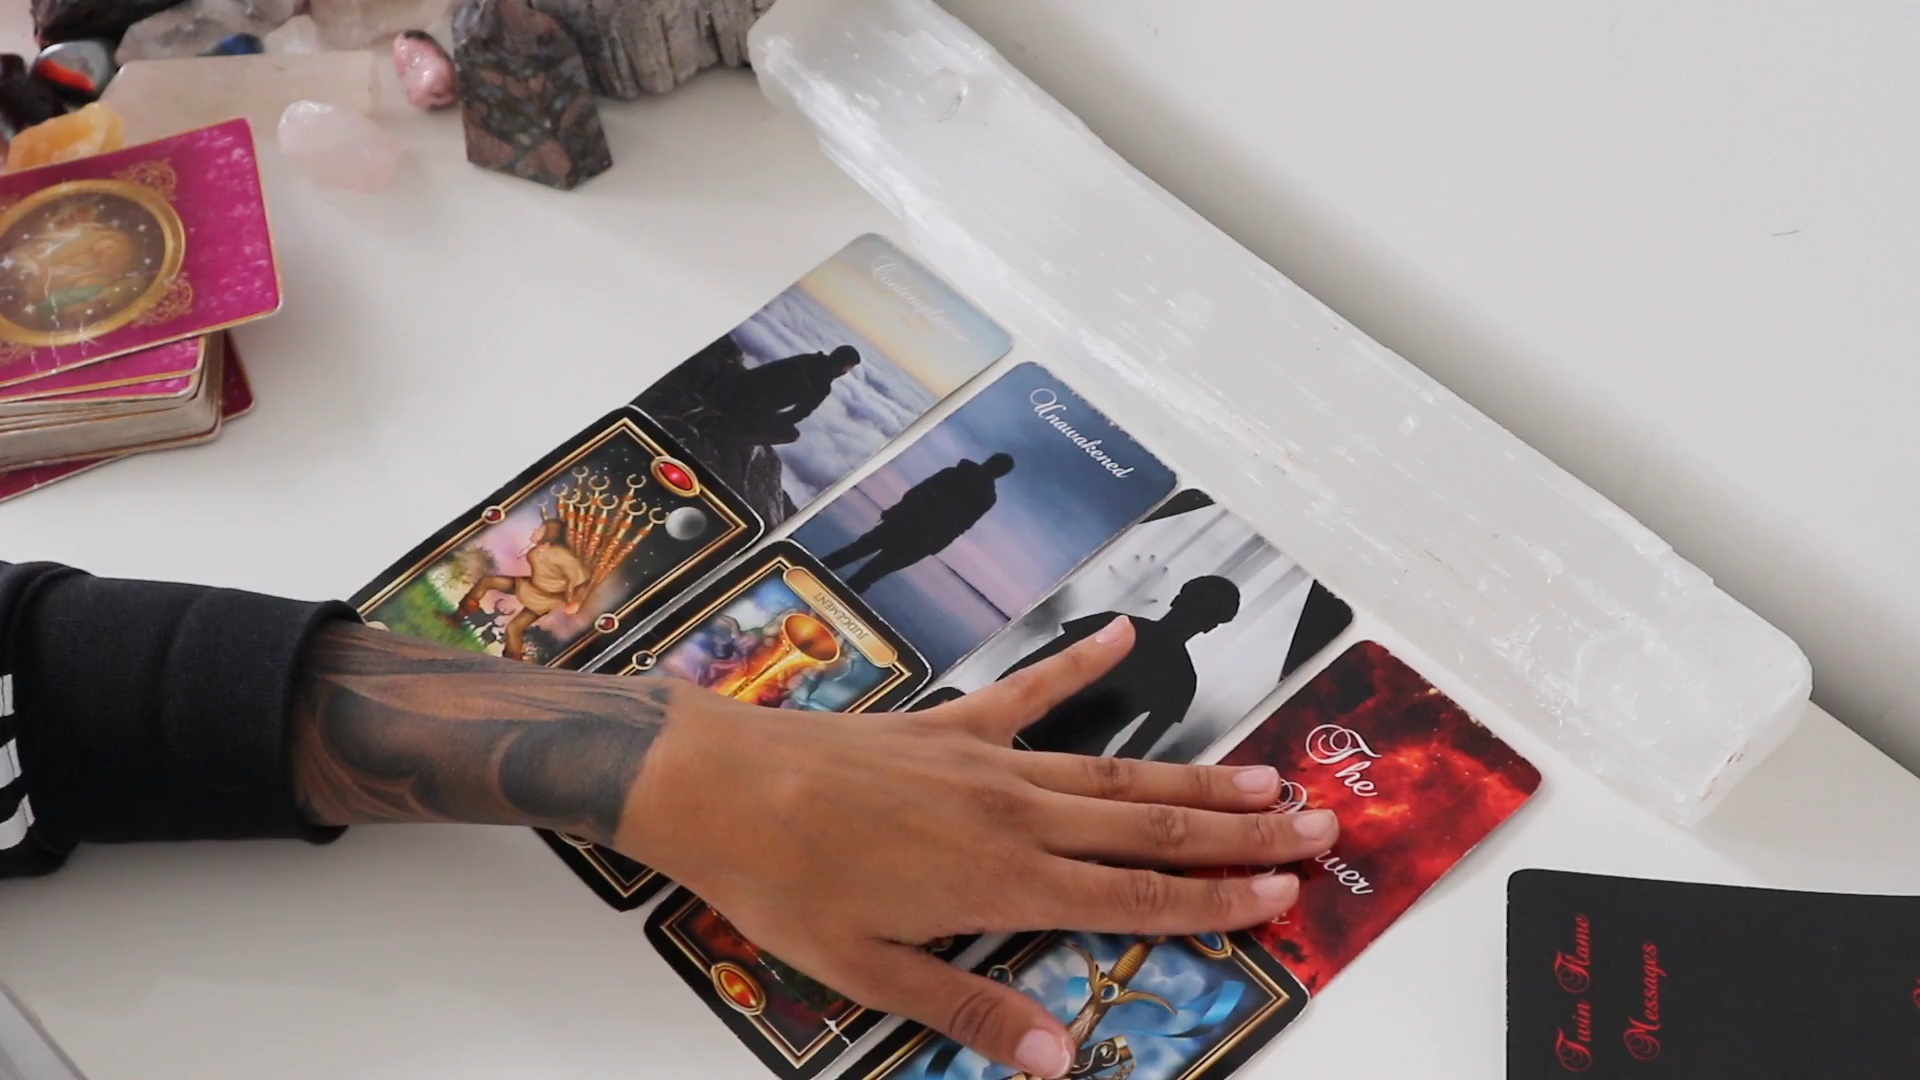 Contemplation
Unawakened
JUDGEMENT
The
Twin Flame
Messages